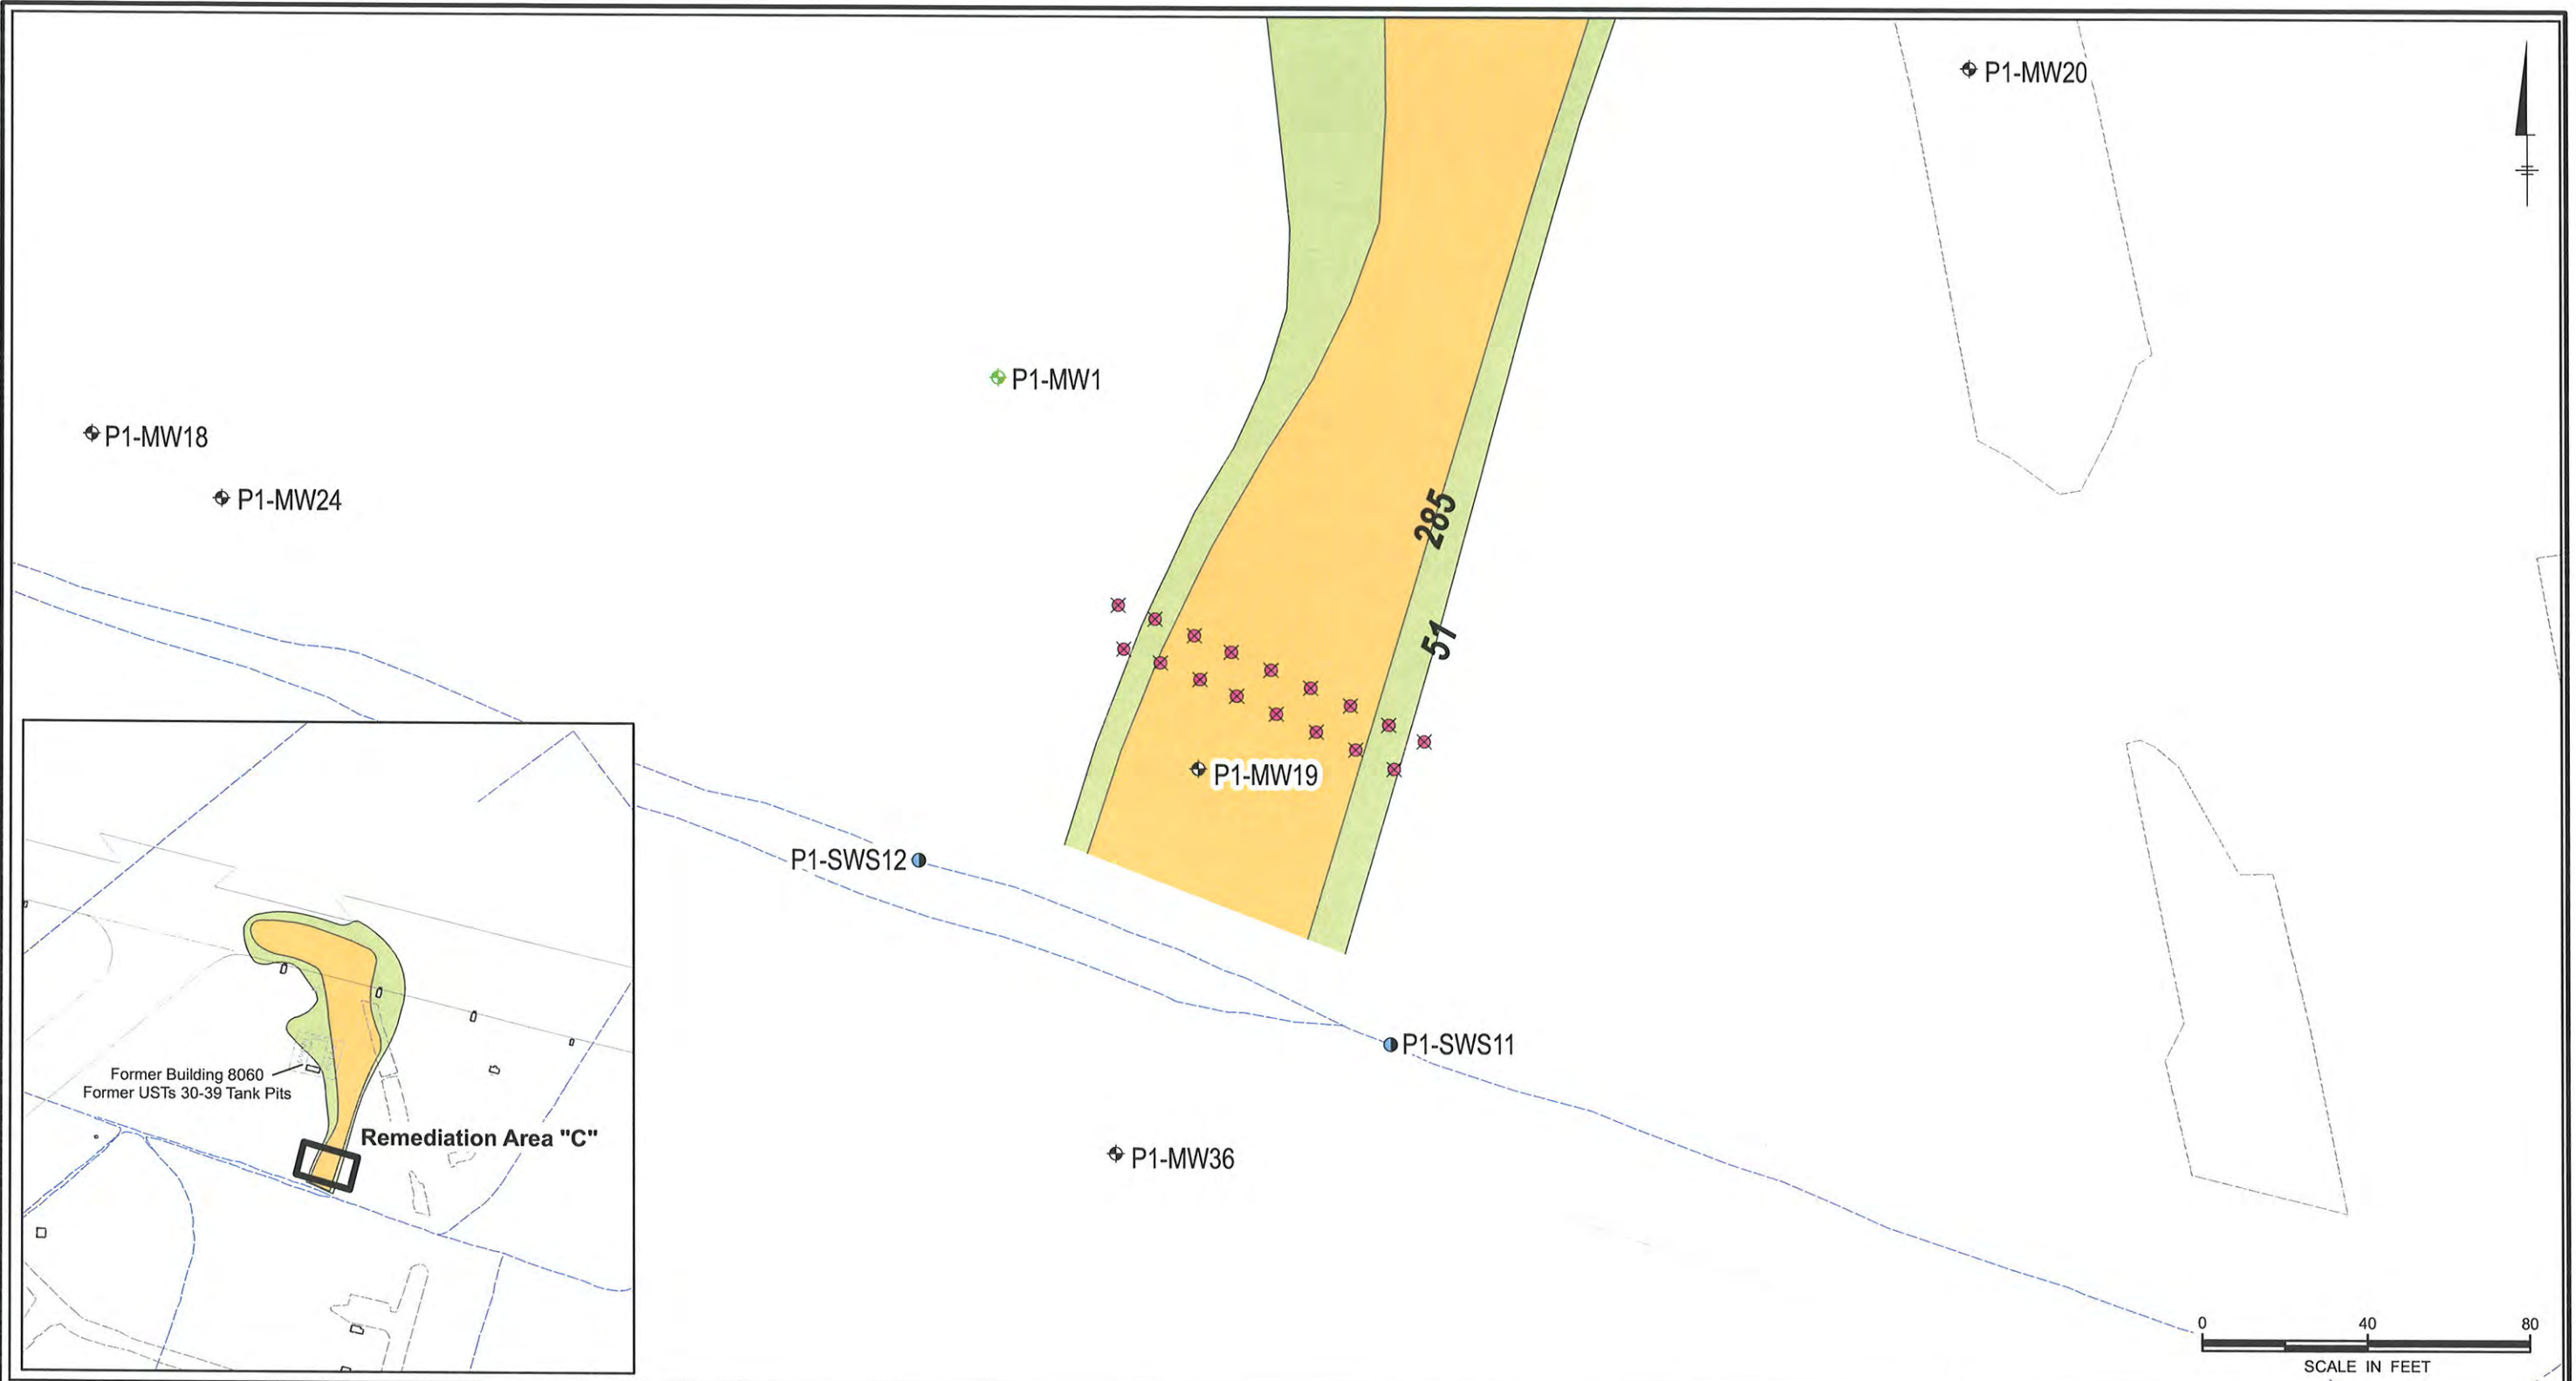 P1-MW20
P1-MW1
P1-MW18
P1-MW24
285
51
P1-MW19
P1-SWS12
P1-SWS11
P1-MW36
Former Building 8060
Former USTs 30-39 Tank Pits
Remediation Area "C"
0 40 80
SCALE IN FEET